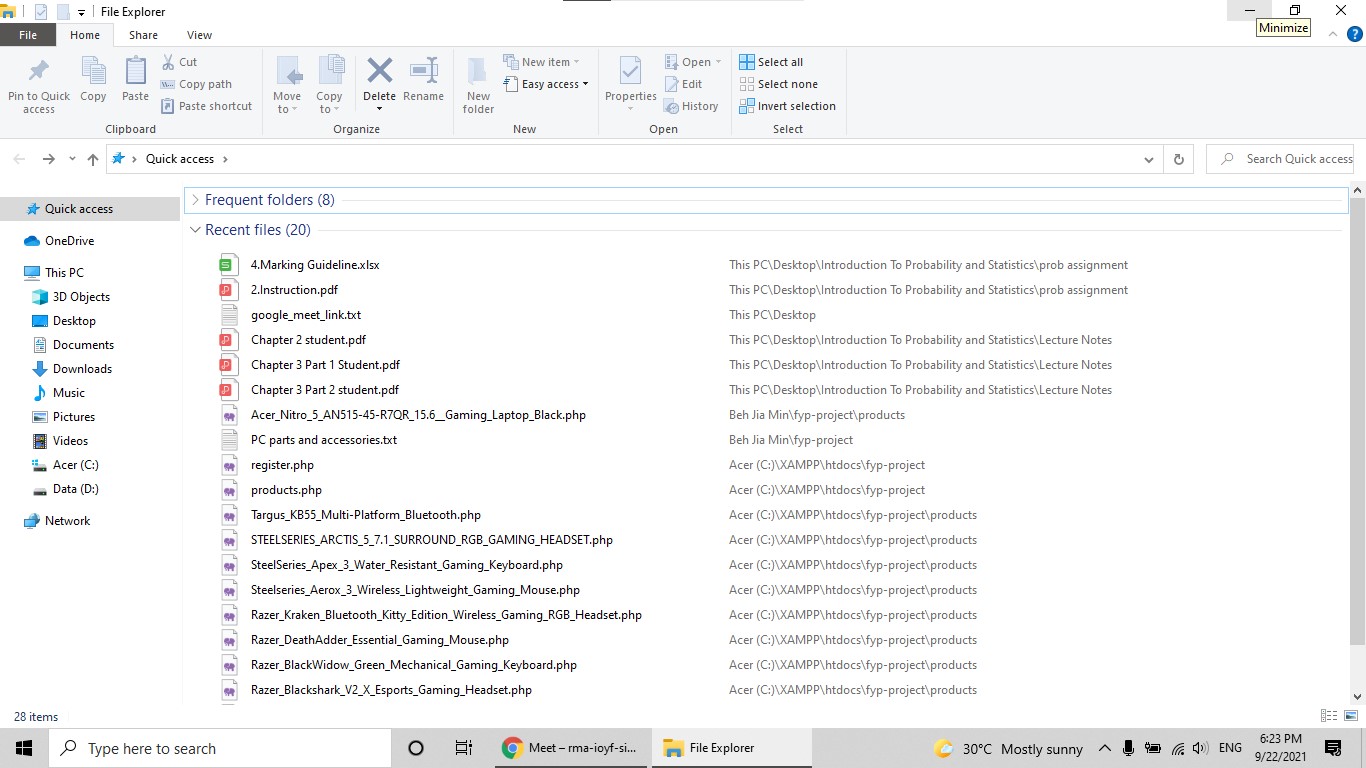 File Explorer
Minimize
File Home Share View
Pin to Quick access
Copy
Paste
Cut
Copy path
Paste shortcut
Clipboard
Move to
Copy to
Delete
Rename
Organize
New folder
New item
Easy access
New
Properties
Open
Edit
History
Open
Select all
Select none
Invert selection
Select
Quick access
Search Quick access
Quick access
OneDrive
This PC
3D Objects
Desktop
Documents
Downloads
Music
Pictures
Videos
Acer (C:)
Data (D:)
Network
Frequent folders (8)
Recent files (20)
4.Marking Guideline.xlsx This PC\Desktop\Introduction To Probability and Statistics\prob assignment
2.Instruction.pdf This PC\Desktop\Introduction To Probability and Statistics\prob assignment
google_meet_link.txt This PC\Desktop
Chapter 2 student.pdf This PC\Desktop\Introduction To Probability and Statistics\Lecture Notes
Chapter 3 Part 1 Student.pdf This PC\Desktop\Introduction To Probability and Statistics\Lecture Notes
Chapter 3 Part 2 student.pdf This PC\Desktop\Introduction To Probability and Statistics\Lecture Notes
Acer_Nitro_5_AN515-45-R7QR_15.6__Gaming_Laptop_Black.php Beh Jia Min\fyp-project\products
PC parts and accessories.txt Beh Jia Min\fyp-project
register.php Acer (C:)\XAMPP\htdocs\fyp-project
products.php Acer (C:)\XAMPP\htdocs\fyp-project
Targus_KB55_Multi-Platform_Bluetooth.php Acer (C:)\XAMPP\htdocs\fyp-project\products
STEELSERIES_ARCTIS_5_7.1_SURROUND_RGB_GAMING_HEADSET.php Acer (C:)\XAMPP\htdocs\fyp-project\products
SteelSeries_Apex_3_Water_Resistant_Gaming_Keyboard.php Acer (C:)\XAMPP\htdocs\fyp-project\products
Steelseries_Aerox_3_Wireless_Lightweight_Gaming_Mouse.php Acer (C:)\XAMPP\htdocs\fyp-project\products
Razer_Kraken_Bluetooth_Kitty_Edition_Wireless_Gaming_RGB_Headset.php Acer (C:)\XAMPP\htdocs\fyp-project\products
Razer_DeathAdder_Essential_Gaming_Mouse.php Acer (C:)\XAMPP\htdocs\fyp-project\products
Razer_BlackWidow_Green_Mechanical_Gaming_Keyboard.php Acer (C:)\XAMPP\htdocs\fyp-project\products
Razer_Blackshark_V2_X_Esports_Gaming_Headset.php Acer (C:)\XAMPP\htdocs\fyp-project\products
28 items
Type here to search
Meet – rma-ioyf-si...
File Explorer
30°C Mostly sunny
ENG
6:23 PM
9/22/2021